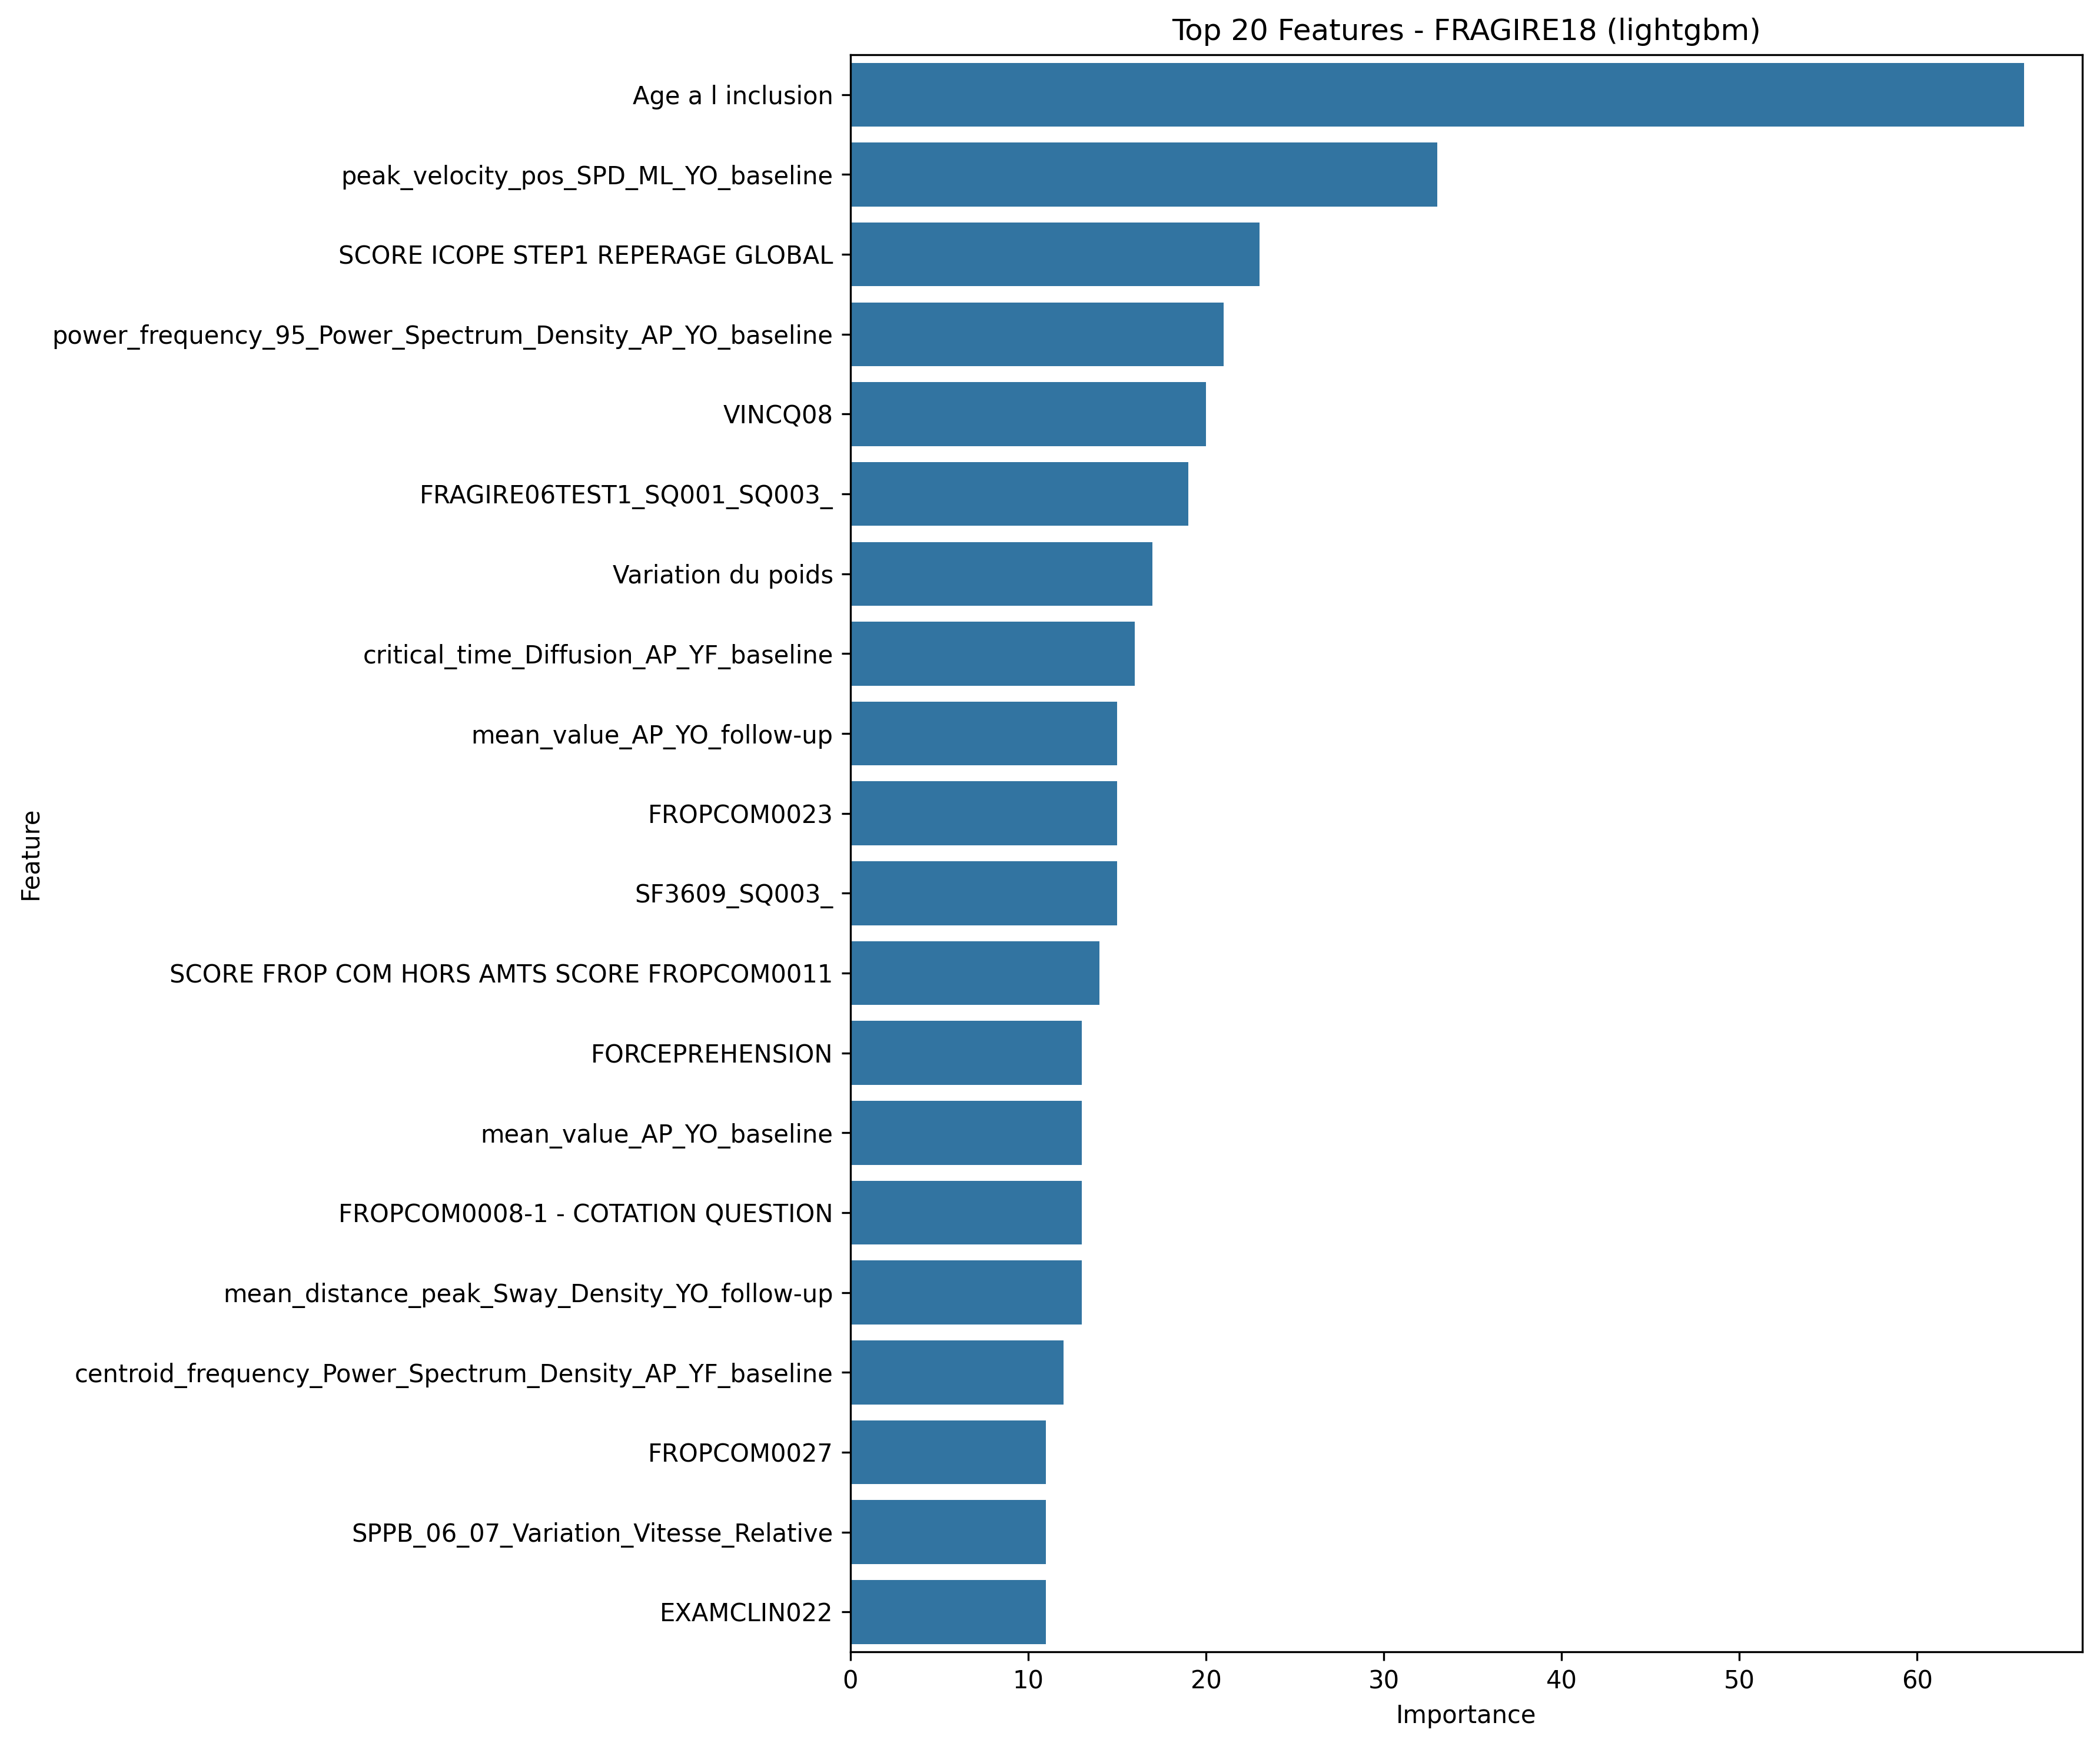 Top 20 Features - FRAGIRE18 (lightgbm)
Age a l inclusion
peak_velocity_pos_SPD_ML_YO_baseline
SCORE ICOPE STEP1 REPERAGE GLOBAL
power_frequency_95_Power_Spectrum_Density_AP_YO_baseline
VINCQ08
FRAGIRE06TEST1_SQ001_SQ003_
Variation du poids
critical_time_Diffusion_AP_YF_baseline
mean_value_AP_YO_follow-up
FROPCOM0023
SF3609_SQ003_
SCORE FROP COM HORS AMTS SCORE FROPCOM0011
FORCEPREHENSION
mean_value_AP_YO_baseline
FROPCOM0008-1 - COTATION QUESTION
mean_distance_peak_Sway_Density_YO_follow-up
centroid_frequency_Power_Spectrum_Density_AP_YF_baseline
FROPCOM0027
SPPB_06_07_Variation_Vitesse_Relative
EXAMCLIN022
Feature
0 10 20 30 40 50 60
Importance